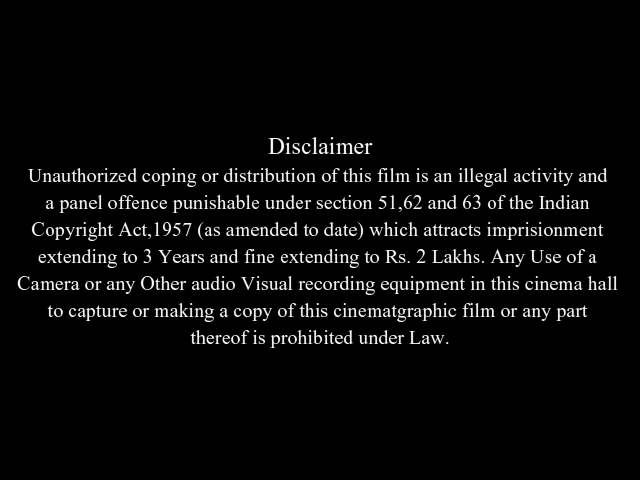 Disclaimer
Unauthorized coping or distribution of this film is an illegal activity and
a panel offence punishable under section 51,62 and 63 of the Indian
Copyright Act,1957 (as amended to date) which attracts imprisionment
extending to 3 Years and fine extending to Rs. 2 Lakhs. Any Use of a
Camera or any Other audio Visual recording equipment in this cinema hall
to capture or making a copy of this cinematgraphic film or any part
thereof is prohibited under Law.